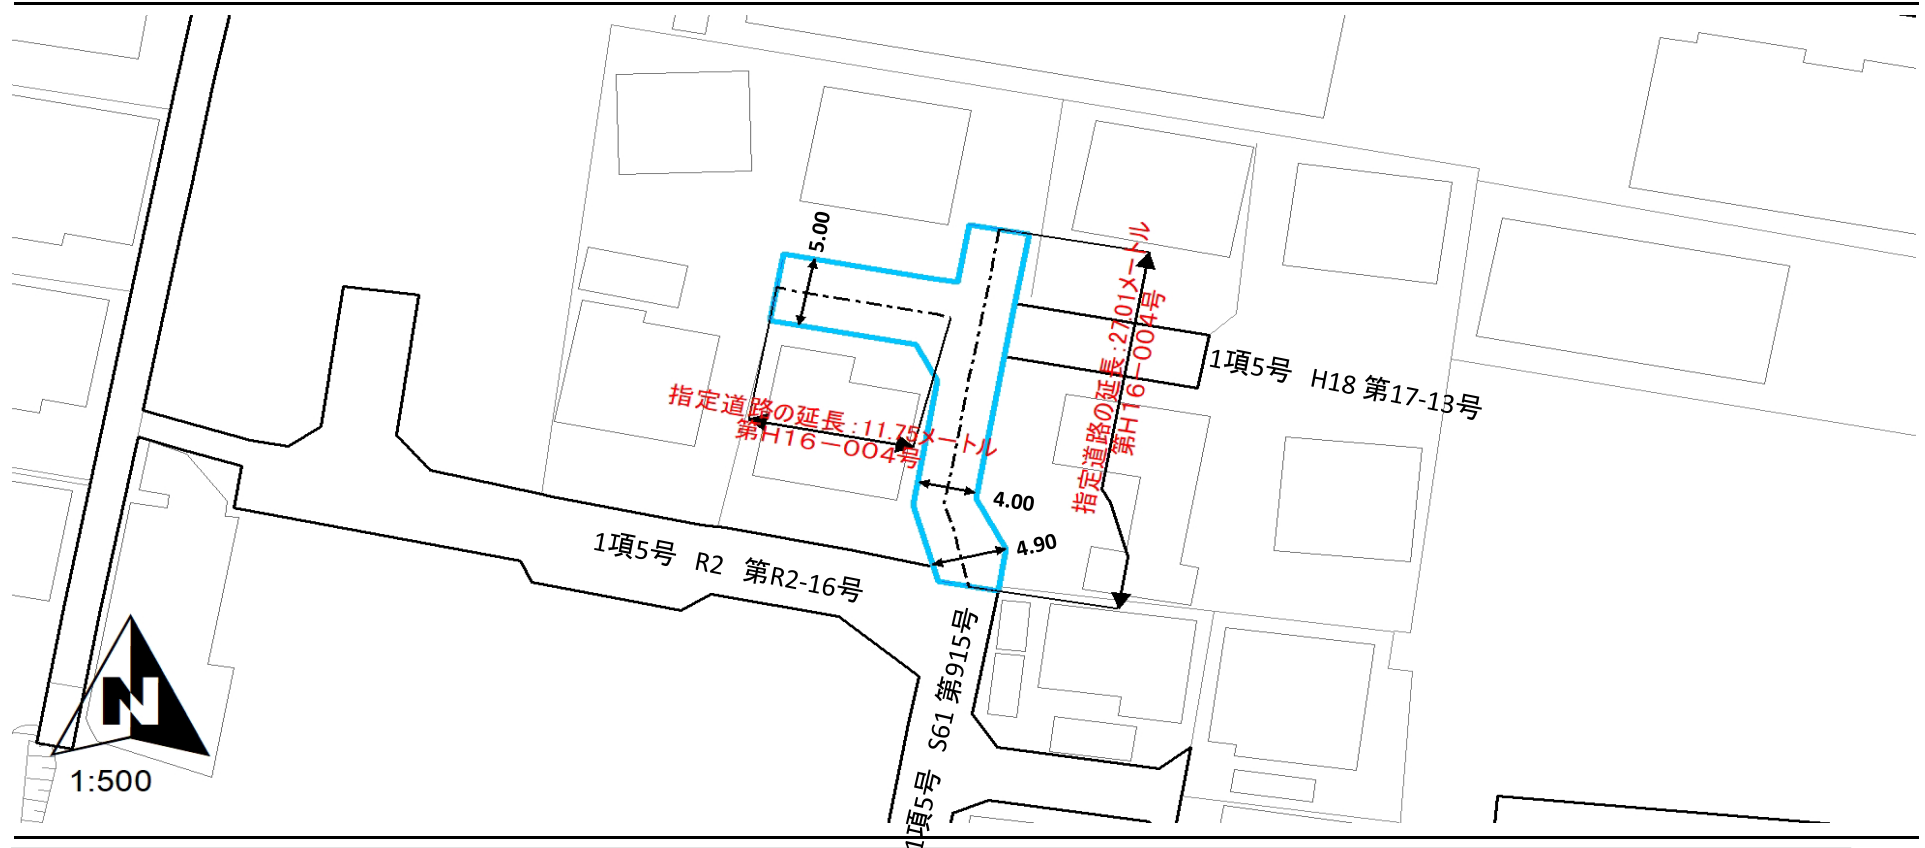 5.00
指定道路の延長:27.01メートル
第H16-004号
1項5号 H18 第17-13号
指定道路の延長:11.75メートル
第H16-004号
4.00
4.90
1項5号 R2 第R2-16号
1項5号 S61 第915号
N
1:500